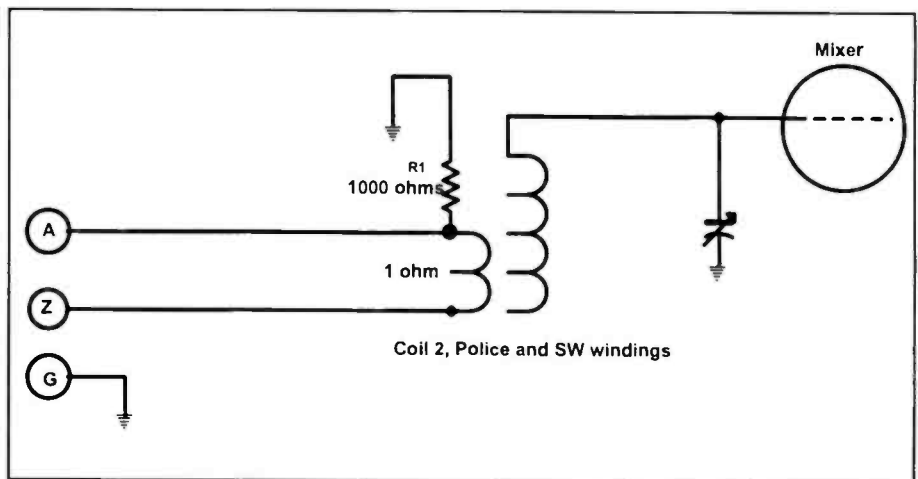 Mixer
R1
1000 ohms
A
1 ohm
Z
Coil 2, Police and SW windings
G